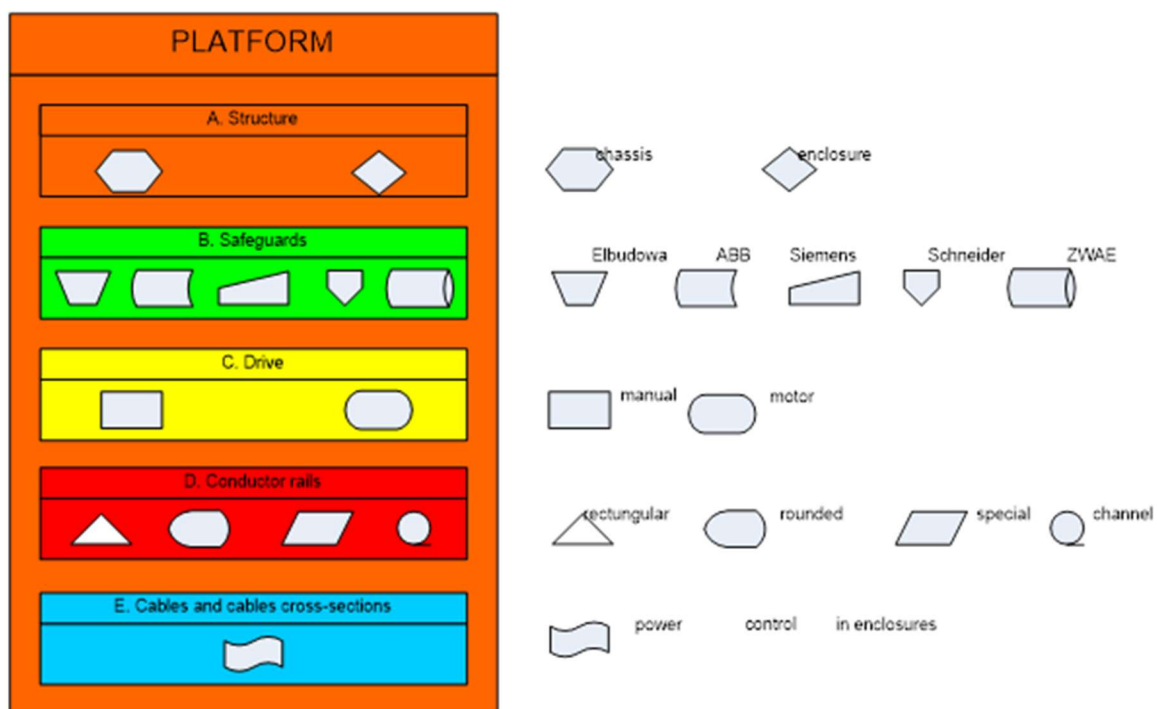 PLATFORM
A. Structure
chassis enclosure
B. Safeguards
Elbudowa ABB Siemens Schneider ZWAE
C. Drive
manual motor
D. Conductor rails
rectungular rounded special channel
E. Cables and cables cross-sections
power control in enclosures